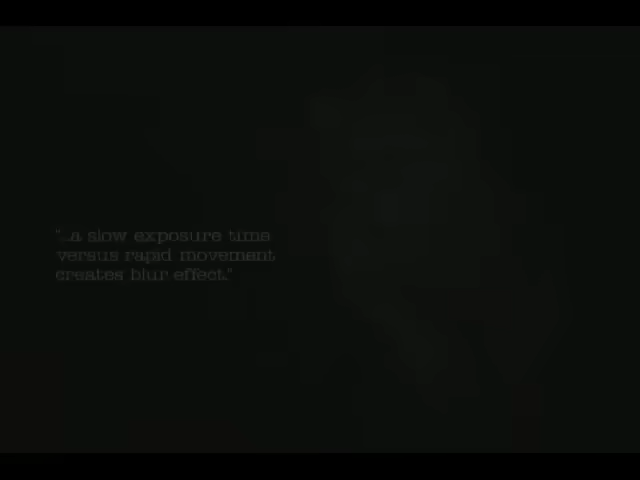 "...a slow exposure time
versus rapid movement
creates blur effect."